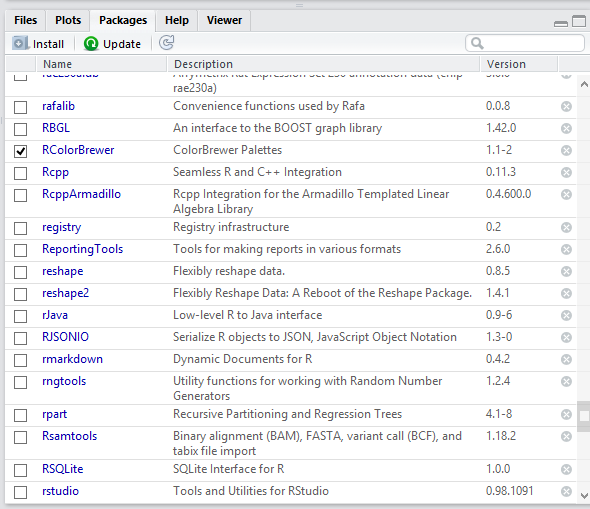 Files Plots Packages Help Viewer
Install Update
Name Description Version
rae230a)
rafalib Convenience functions used by Rafa 0.0.8
RBGL An interface to the BOOST graph library 1.42.0
RColorBrewer ColorBrewer Palettes 1.1-2
Rcpp Seamless R and C++ Integration 0.11.3
RcppArmadillo Rcpp Integration for the Armadillo Templated Linear 0.4.600.0
Algebra Library
registry Registry infrastructure 0.2
ReportingTools Tools for making reports in various formats 2.6.0
reshape Flexibly reshape data. 0.8.5
reshape2 Flexibly Reshape Data: A Reboot of the Reshape Package. 1.4.1
rJava Low-level R to Java interface 0.9-6
RJSONIO Serialize R objects to JSON, JavaScript Object Notation 1.3-0
rmarkdown Dynamic Documents for R 0.4.2
rngtools Utility functions for working with Random Number 1.2.4
Generators
rpart Recursive Partitioning and Regression Trees 4.1-8
Rsamtools Binary alignment (BAM), FASTA, variant call (BCF), and 1.18.2
tabix file import
RSQLite SQLite Interface for R 1.0.0
rstudio Tools and Utilities for RStudio 0.98.1091